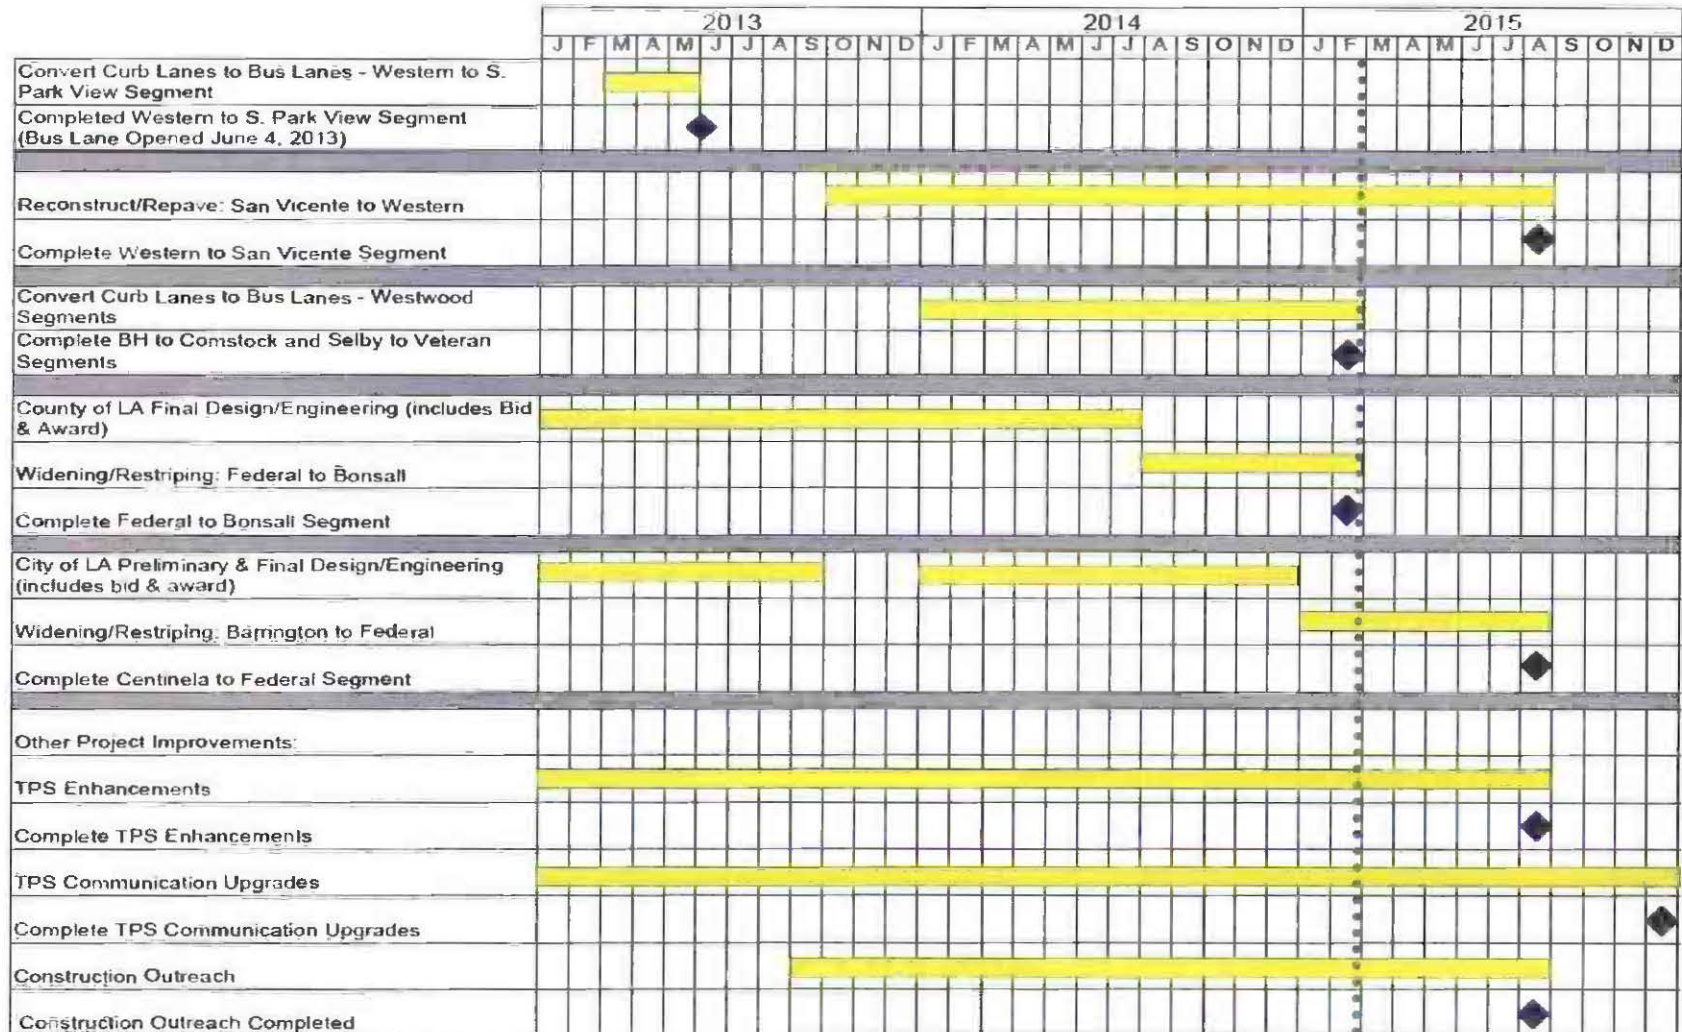 2013 2014 2015
J F M A M J J A S O N D J F M A M J J A S O N D J F M A M J J A S O N D
Convert Curb Lanes to Bus Lanes - Western to S.
Park View Segment
Completed Western to S. Park View Segment
(Bus Lane Opened June 4, 2013)
Reconstruct/Repave: San Vicente to Western
Complete Western to San Vicente Segment
Convert Curb Lanes to Bus Lanes - Westwood
Segments
Complete BH to Comstock and Selby to Veteran
Segments
County of LA Final Design/Engineering (includes Bid
& Award)
Widening/Restriping: Federal to Bonsall
Complete Federal to Bonsall Segment
City of LA Preliminary & Final Design/Engineering
(includes bid & award)
Widening/Restriping: Barrington to Federal
Complete Centinela to Federal Segment
Other Project Improvements:
TPS Enhancements
Complete TPS Enhancements
TPS Communication Upgrades
Complete TPS Communication Upgrades
Construction Outreach
Construction Outreach Completed